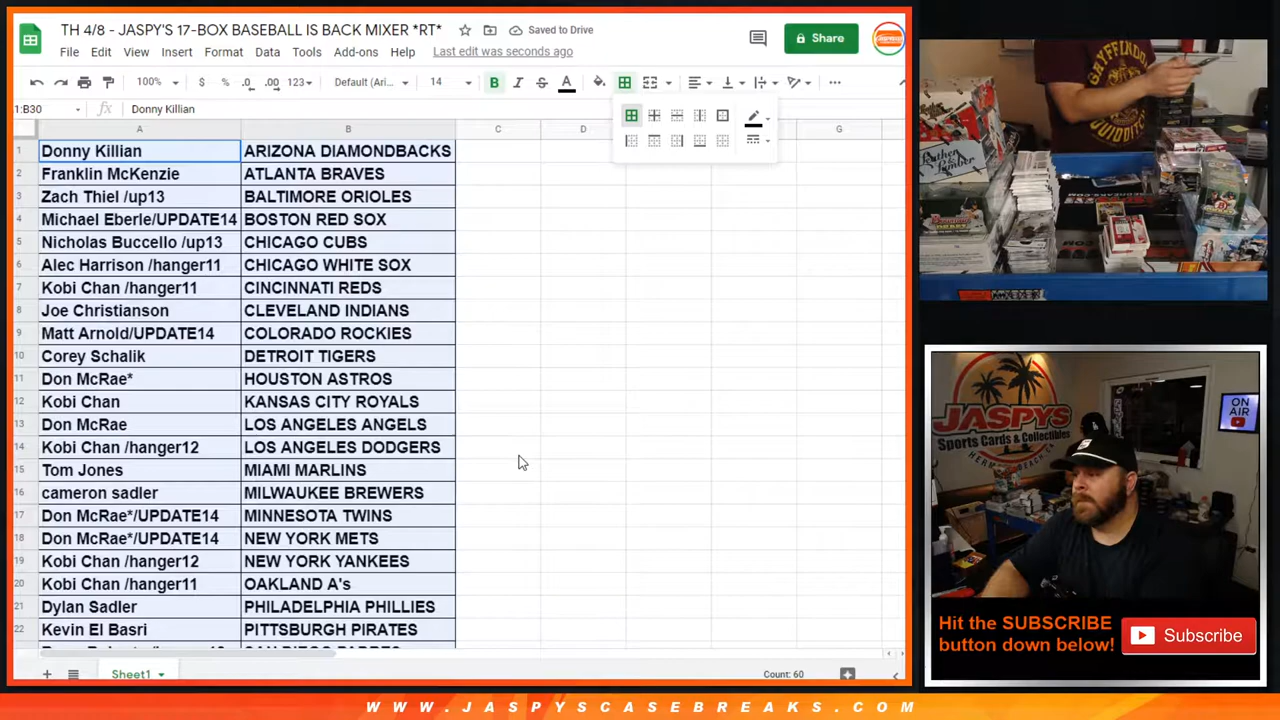 TH 4/8 - JASPY'S 17-BOX BASEBALL IS BACK MIXER *RT*
Saved to Drive
Share
File Edit View Insert Format Data Tools Add-ons Help Last edit was seconds ago
100% $ % .0 .00 123 Default (Ari... 14 B I S A
1:B30 fx Donny Killian
A B C D G
1 Donny Killian ARIZONA DIAMONDBACKS
2 Franklin McKenzie ATLANTA BRAVES
3 Zach Thiel /up13 BALTIMORE ORIOLES
4 Michael Eberle/UPDATE14 BOSTON RED SOX
5 Nicholas Buccello /up13 CHICAGO CUBS
6 Alec Harrison /hanger11 CHICAGO WHITE SOX
7 Kobi Chan /hanger11 CINCINNATI REDS
8 Joe Christianson CLEVELAND INDIANS
9 Matt Arnold/UPDATE14 COLORADO ROCKIES
10 Corey Schalik DETROIT TIGERS
11 Don McRae* HOUSTON ASTROS
12 Kobi Chan KANSAS CITY ROYALS
13 Don McRae LOS ANGELES ANGELS
14 Kobi Chan /hanger12 LOS ANGELES DODGERS
15 Tom Jones MIAMI MARLINS
16 cameron sadler MILWAUKEE BREWERS
17 Don McRae*/UPDATE14 MINNESOTA TWINS
18 Don McRae*/UPDATE14 NEW YORK METS
19 Kobi Chan /hanger12 NEW YORK YANKEES
20 Kobi Chan /hanger11 OAKLAND A's
21 Dylan Sadler PHILADELPHIA PHILLIES
22 Kevin El Basri PITTSBURGH PIRATES
Sheet1
Count: 60
GRYFFINDOR
QUIDDITCH
JASPYS
Sports Cards & Collectibles
ON
AIR
Hit the SUBSCRIBE
button down below!
Subscribe
WWW.JASPYSCASEBREAKS.COM